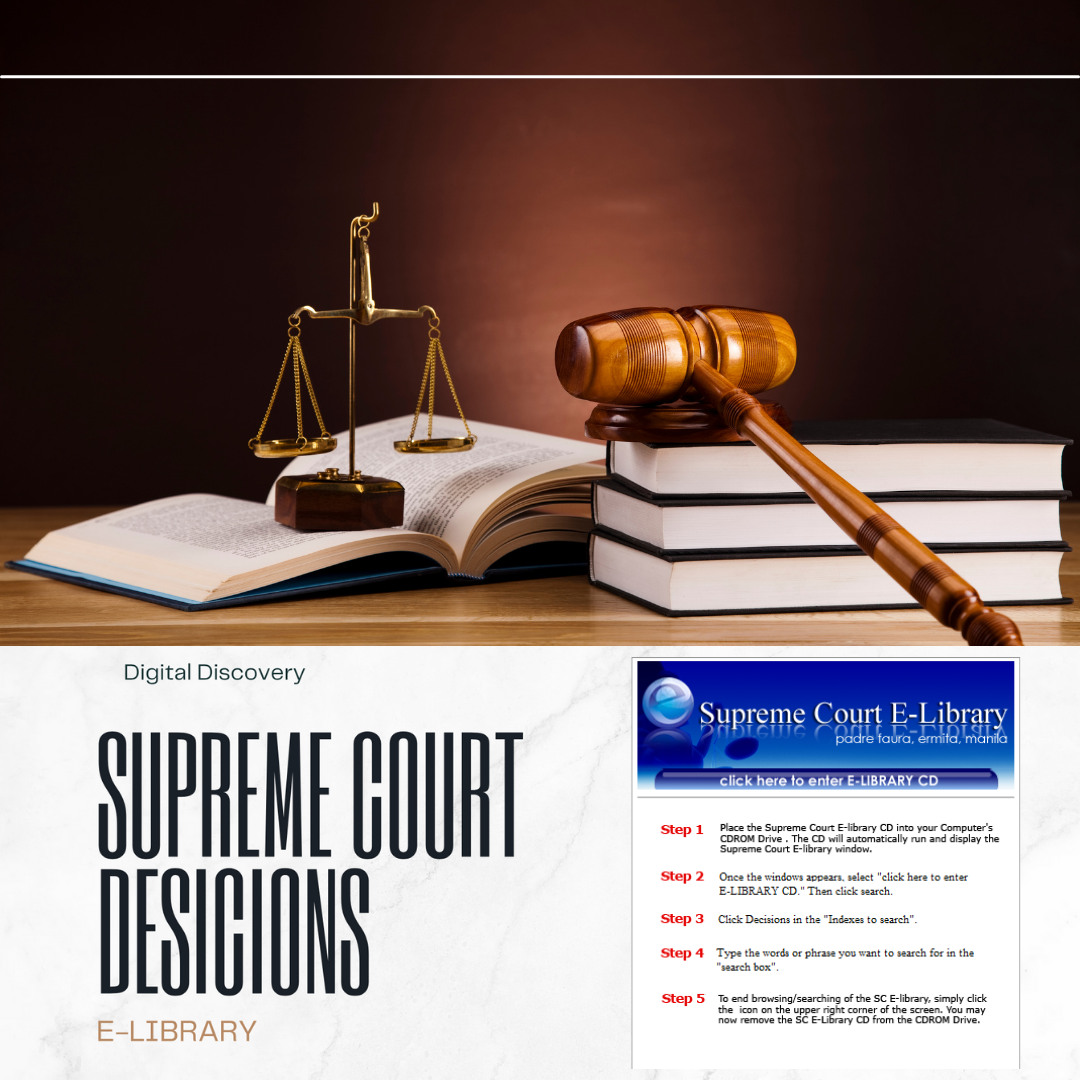 Digital Discovery
SUPREME COURT
DESICIONS
E-LIBRARY
Supreme Court E-Library
padre faura, ermita, manila
click here to enter E-LIBRARY CD
Step 1
Place the Supreme Court E-library CD into your Computer's
CDROM Drive . The CD will automatically run and display the
Supreme Court E-library window.
Step 2
Once the windows appears, select "click here to enter
E-LIBRARY CD." Then click search.
Step 3
Click Decisions in the "Indexes to search".
Step 4
Type the words or phrase you want to search for in the
"search box".
Step 5
To end browsing/searching of the SC E-library, simply click
the icon on the upper right corner of the screen. You may
now remove the SC E-Library CD from the CDROM Drive.